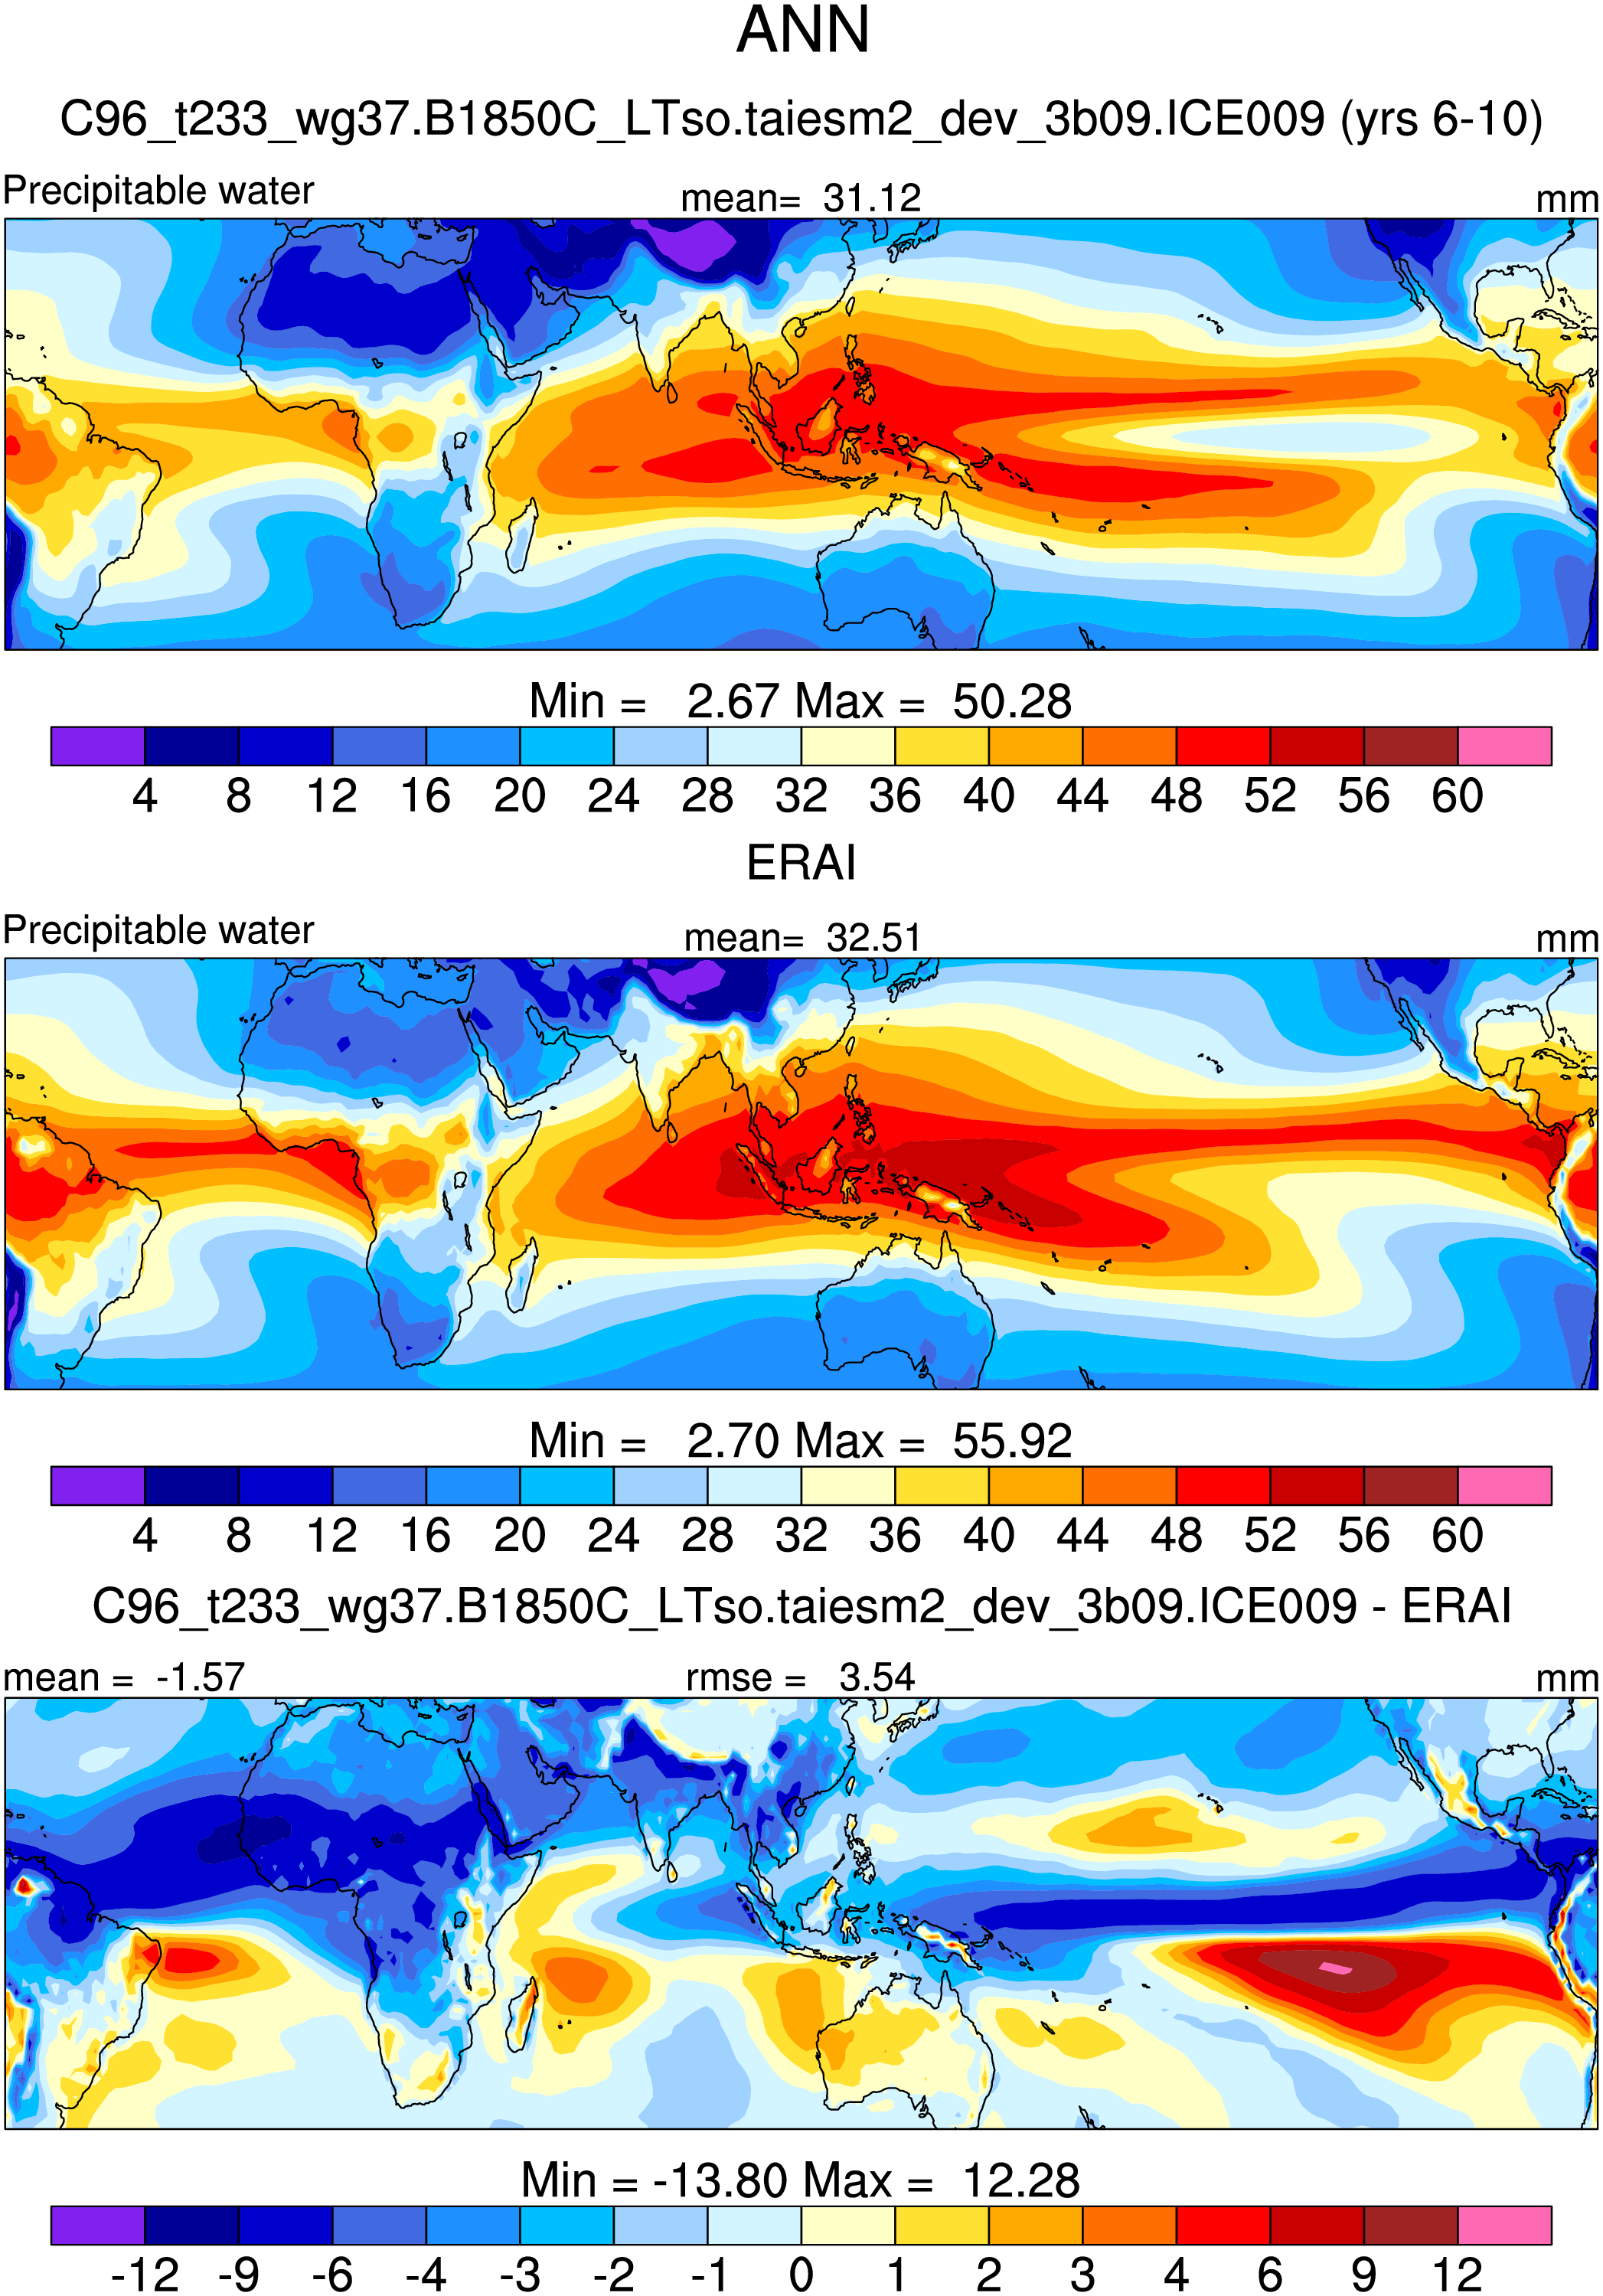 ANN
C96_t233_wg37.B1850C_LTso.taiesm2_dev_3b09.ICE009 (yrs 6-10)
Precipitable water mean= 31.12 mm
Min = 2.67 Max = 50.28
4 8 12 16 20 24 28 32 36 40 44 48 52 56 60
ERAI
Precipitable water mean= 32.51 mm
Min = 2.70 Max = 55.92
4 8 12 16 20 24 28 32 36 40 44 48 52 56 60
C96_t233_wg37.B1850C_LTso.taiesm2_dev_3b09.ICE009 - ERAI
mean = -1.57 rmse = 3.54 mm
Min = -13.80 Max = 12.28
-12 -9 -6 -4 -3 -2 -1 0 1 2 3 4 6 9 12